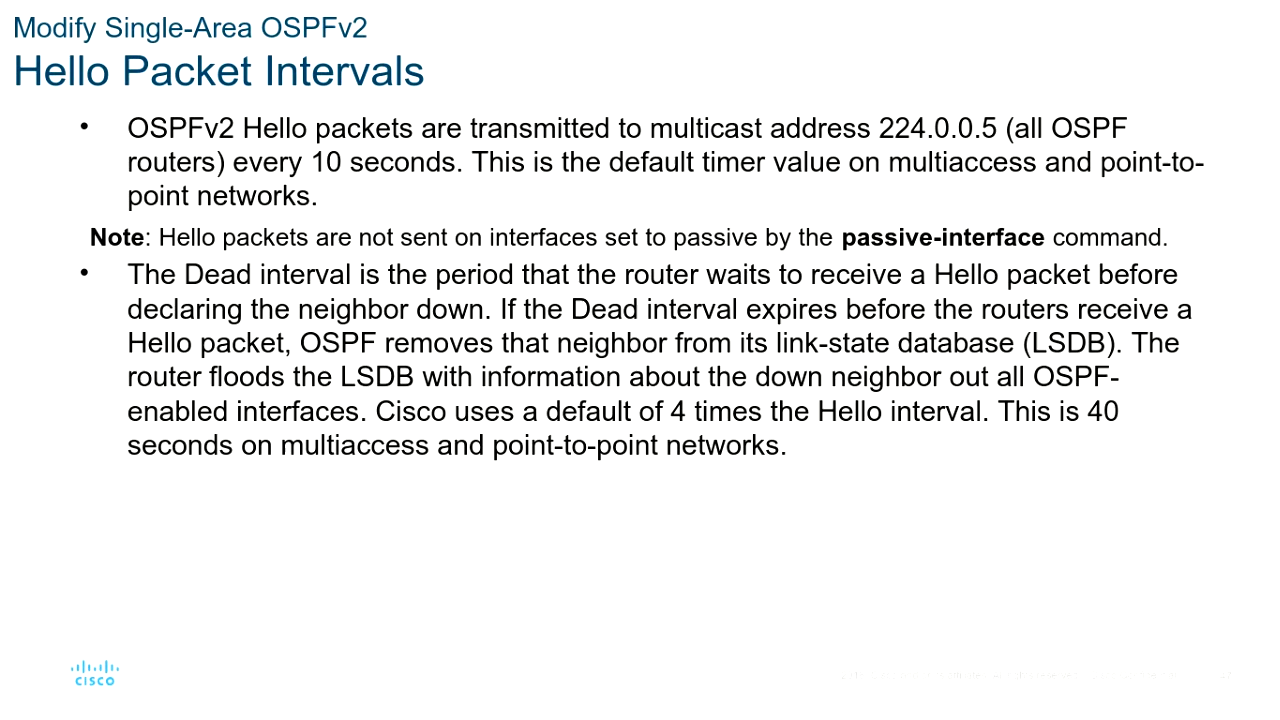 Modify Single-Area OSPFv2
Hello Packet Intervals
• OSPFv2 Hello packets are transmitted to multicast address 224.0.0.5 (all OSPF
routers) every 10 seconds. This is the default timer value on multiaccess and point-to-
point networks.
Note: Hello packets are not sent on interfaces set to passive by the passive-interface command.
• The Dead interval is the period that the router waits to receive a Hello packet before
declaring the neighbor down. If the Dead interval expires before the routers receive a
Hello packet, OSPF removes that neighbor from its link-state database (LSDB). The
router floods the LSDB with information about the down neighbor out all OSPF-
enabled interfaces. Cisco uses a default of 4 times the Hello interval. This is 40
seconds on multiaccess and point-to-point networks.
CISCO